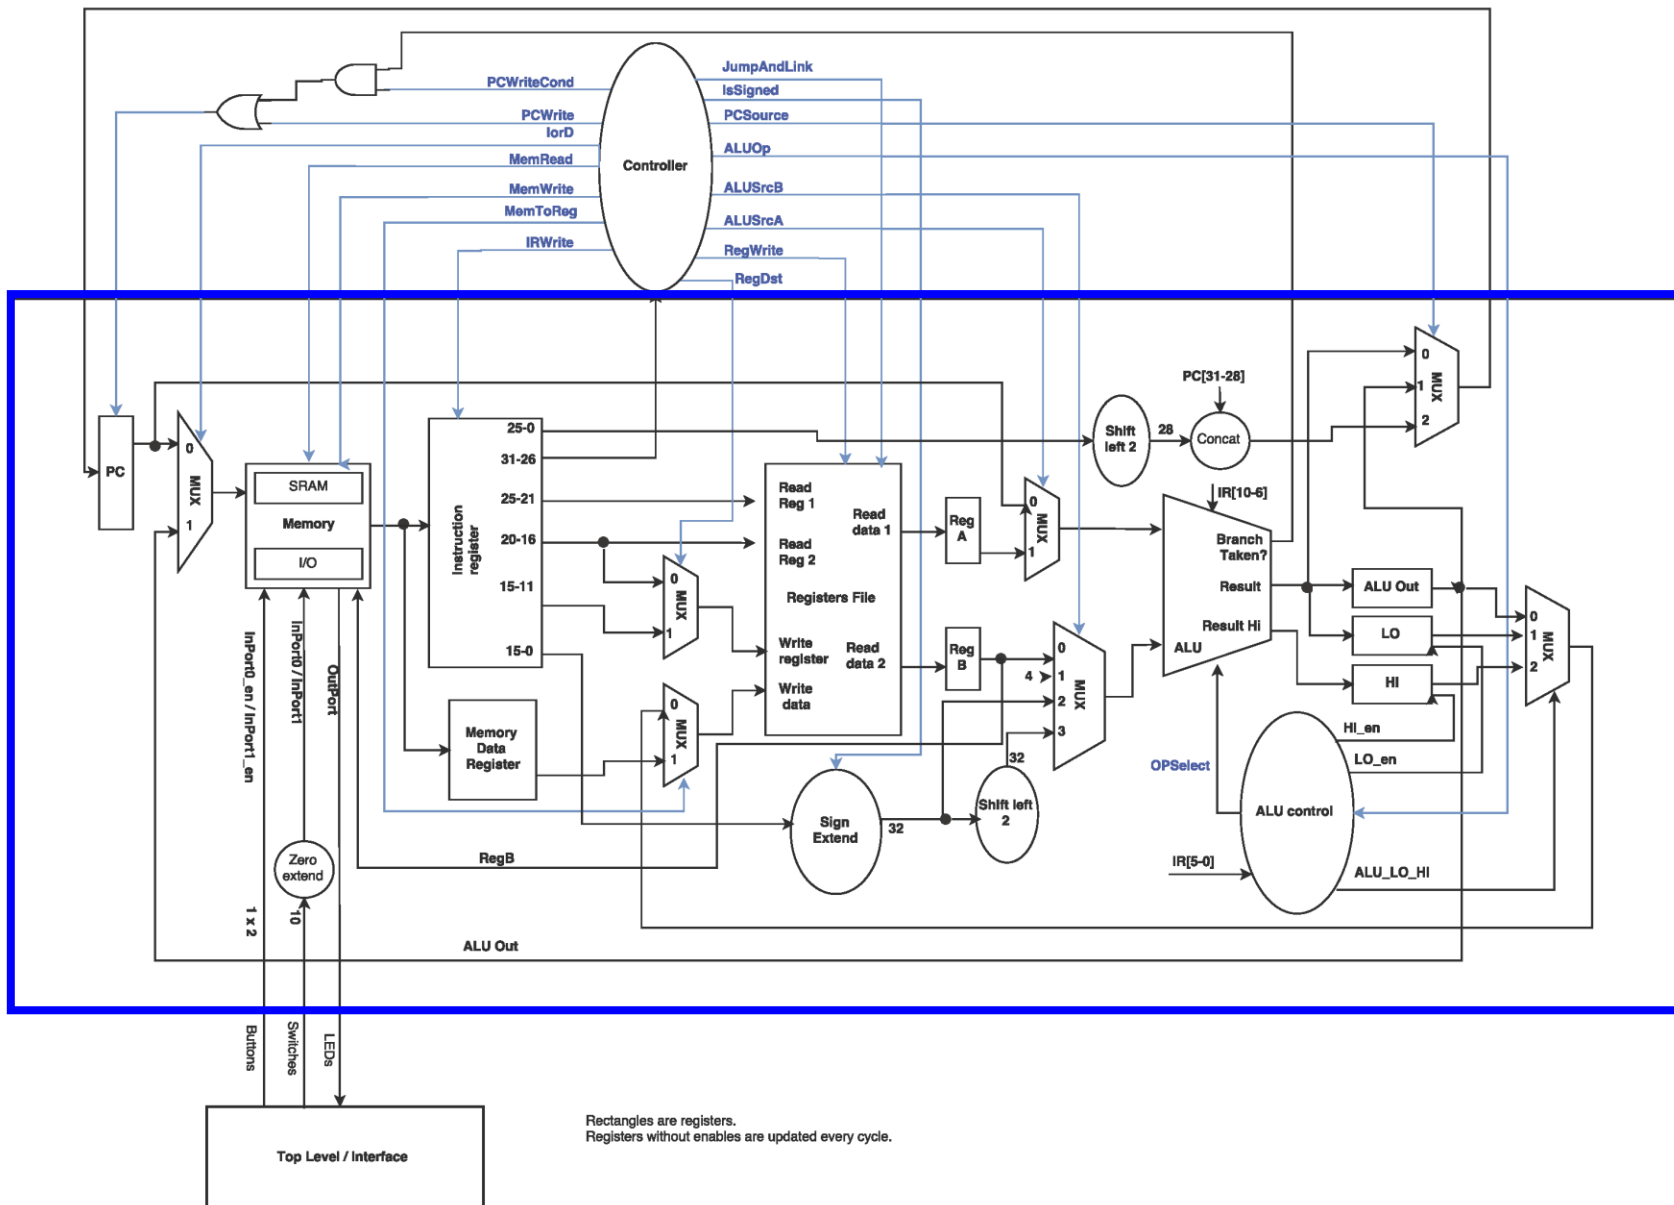 JumpAndLink
PCWriteCond
IsSigned
PCWrite
PCSource
IorD
ALUOp
MemRead
Controller
MemWrite
ALUSrcB
MemToReg
ALUSrcA
IRWrite
RegWrite
RegDst
PC
0
MUX
1
SRAM
Memory
I/O
Instruction
register
25-0
31-26
25-21
20-16
15-11
15-0
Memory
Data
Register
0
MUX
1
0
MUX
1
Read
Reg 1
Read
Reg 2
Registers File
Write
register
Write
data
Read
data 1
Read
data 2
Reg
A
Reg
B
0
MUX
1
0
4
1
2
3
MUX
Shift
left 2
28
PC[31-28]
Concat
0
1
MUX
2
IR[10-6]
Branch
Taken?
Result
Result Hi
ALU
ALU Out
LO
HI
0
1
MUX
2
HI_en
LO_en
OPSelect
ALU control
IR[5-0]
ALU_LO_HI
Sign
Extend
32
Shift left
2
32
RegB
ALU Out
InPort0_en / InPort1_en
InPort0 / InPort1
OutPort
Zero
extend
1 x 2
10
Buttons
Switches
LEDs
Top Level / Interface
Rectangles are registers.
Registers without enables are updated every cycle.